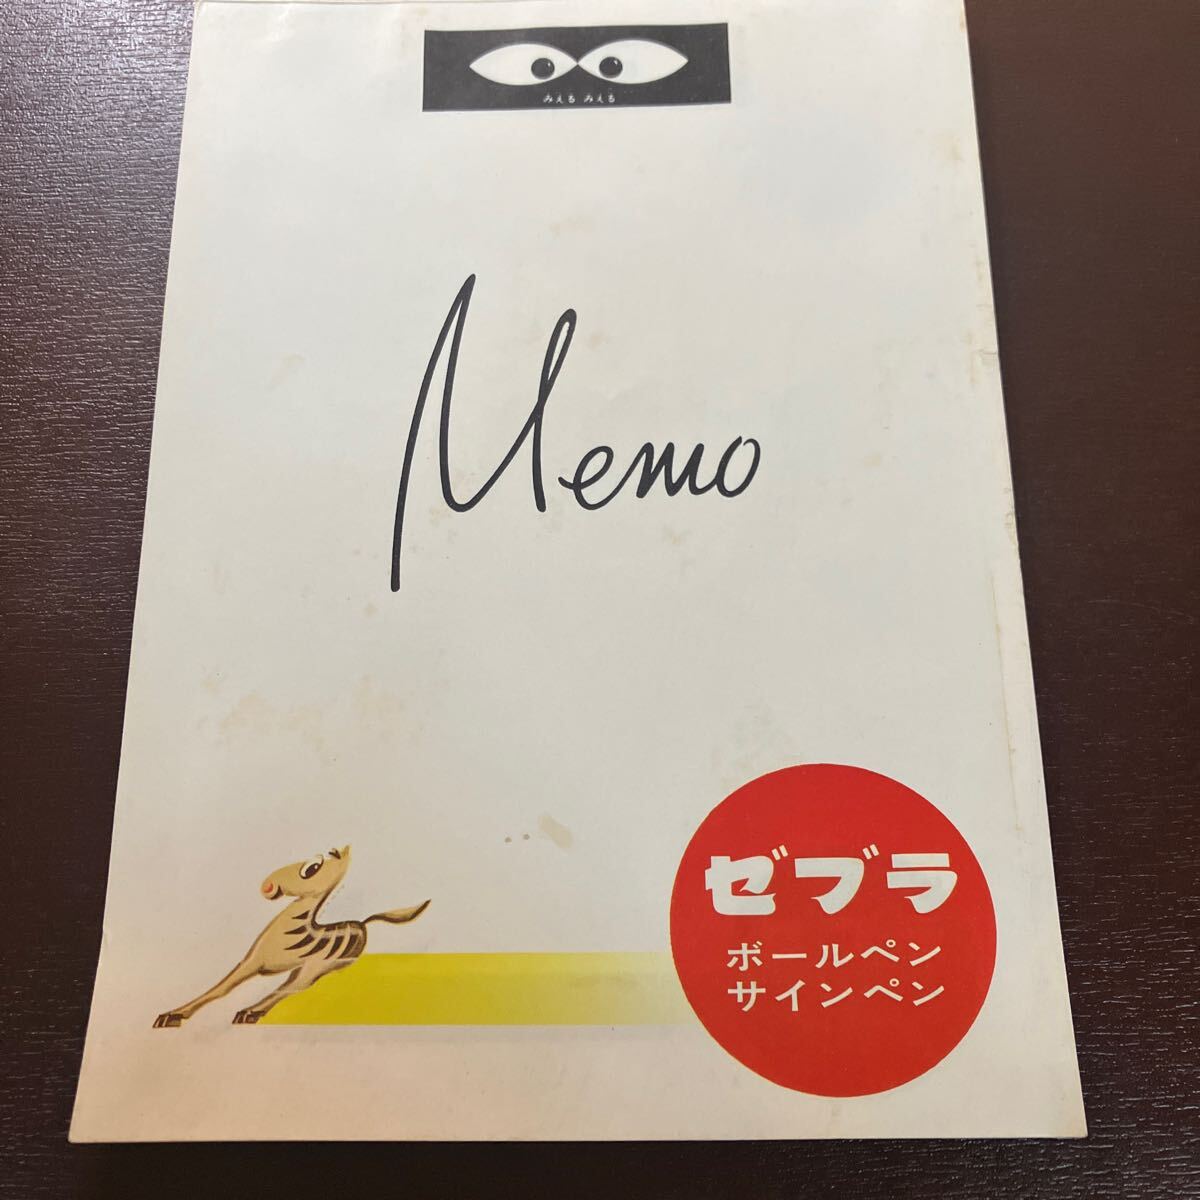 みえる みえる
Memo
ゼブラ
ボールペン
サインペン